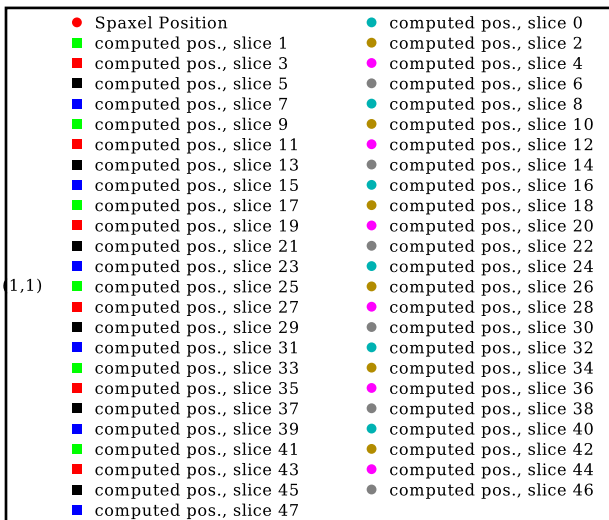 Spaxel Position computed pos., slice 0
computed pos., slice 1 computed pos., slice 2
computed pos., slice 3 computed pos., slice 4
computed pos., slice 5 computed pos., slice 6
computed pos., slice 7 computed pos., slice 8
computed pos., slice 9 computed pos., slice 10
computed pos., slice 11 computed pos., slice 12
computed pos., slice 13 computed pos., slice 14
computed pos., slice 15 computed pos., slice 16
computed pos., slice 17 computed pos., slice 18
computed pos., slice 19 computed pos., slice 20
computed pos., slice 21 computed pos., slice 22
computed pos., slice 23 computed pos., slice 24
(1,1) computed pos., slice 25 computed pos., slice 26
computed pos., slice 27 computed pos., slice 28
computed pos., slice 29 computed pos., slice 30
computed pos., slice 31 computed pos., slice 32
computed pos., slice 33 computed pos., slice 34
computed pos., slice 35 computed pos., slice 36
computed pos., slice 37 computed pos., slice 38
computed pos., slice 39 computed pos., slice 40
computed pos., slice 41 computed pos., slice 42
computed pos., slice 43 computed pos., slice 44
computed pos., slice 45 computed pos., slice 46
computed pos., slice 47